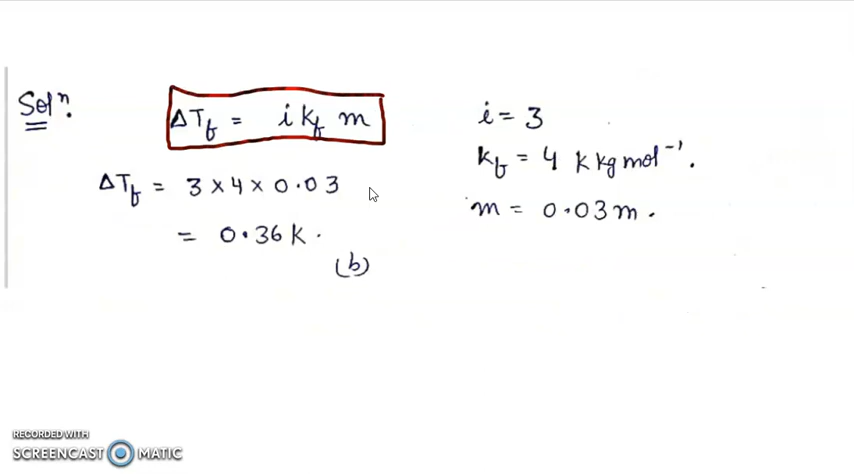 Solⁿ.
ΔTf = i kf m
ΔTf = 3 × 4 × 0.03
= 0.36 K.
(b)
i = 3
kf = 4 K kg mol⁻¹.
m = 0.03 m.
RECORDED WITH
SCREENCAST MATIC